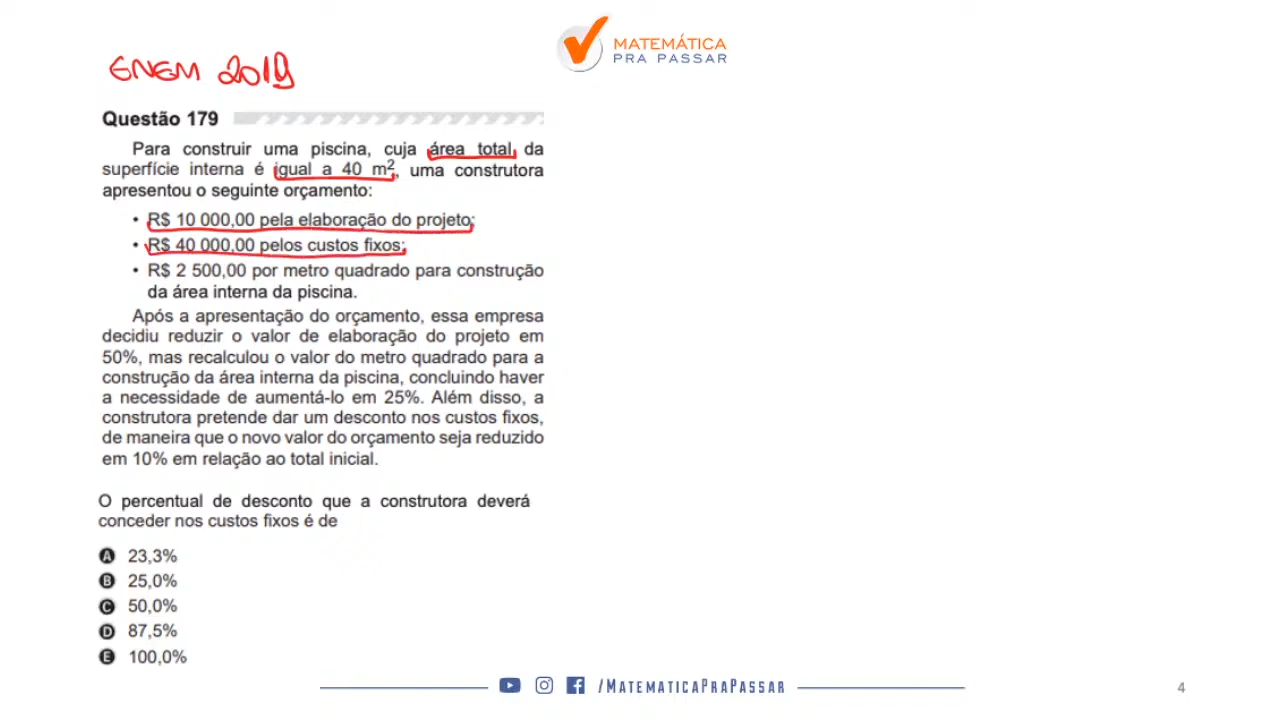 MATEMÁTICA
PRA PASSAR
ENEM 2019
Questão 179
Para construir uma piscina, cuja área total da
superfície interna é igual a 40 m², uma construtora
apresentou o seguinte orçamento:
• R$ 10 000,00 pela elaboração do projeto;
• R$ 40 000,00 pelos custos fixos;
• R$ 2 500,00 por metro quadrado para construção
da área interna da piscina.
Após a apresentação do orçamento, essa empresa
decidiu reduzir o valor de elaboração do projeto em
50%, mas recalculou o valor do metro quadrado para a
construção da área interna da piscina, concluindo haver
a necessidade de aumentá-lo em 25%. Além disso, a
construtora pretende dar um desconto nos custos fixos,
de maneira que o novo valor do orçamento seja reduzido
em 10% em relação ao total inicial.
O percentual de desconto que a construtora deverá
conceder nos custos fixos é de
A 23,3%
B 25,0%
C 50,0%
D 87,5%
E 100,0%
/MATEMATICAPRAPASSAR
4